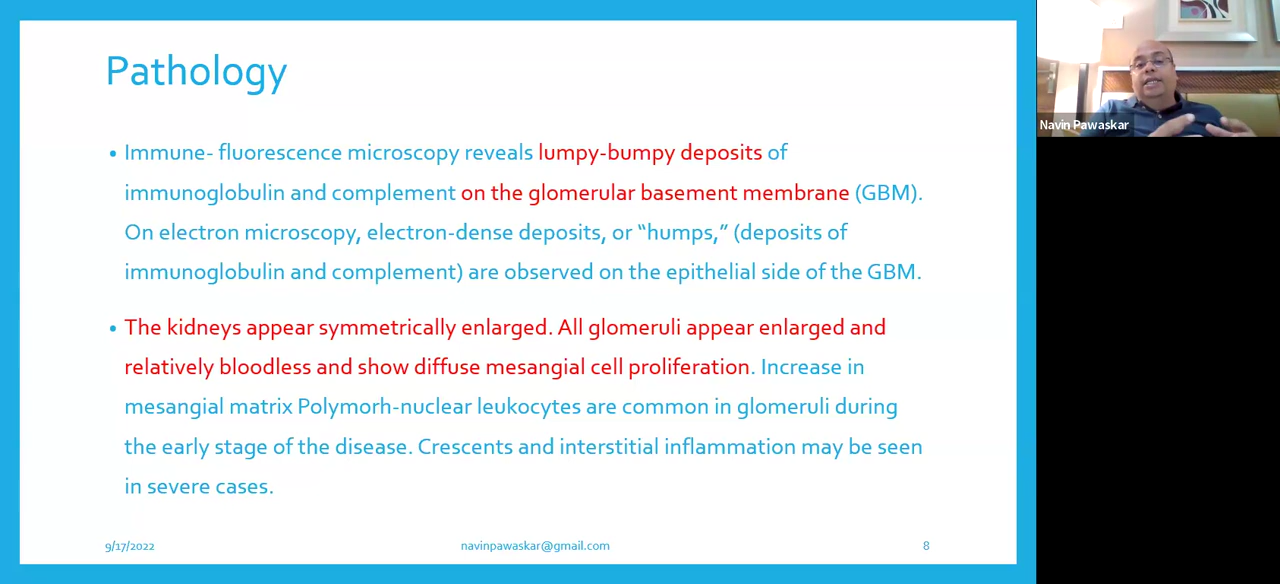 Pathology
• Immune- fluorescence microscopy reveals lumpy-bumpy deposits of
immunoglobulin and complement on the glomerular basement membrane (GBM).
On electron microscopy, electron-dense deposits, or “humps,” (deposits of
immunoglobulin and complement) are observed on the epithelial side of the GBM.
• The kidneys appear symmetrically enlarged. All glomeruli appear enlarged and
relatively bloodless and show diffuse mesangial cell proliferation. Increase in
mesangial matrix Polymorh-nuclear leukocytes are common in glomeruli during
the early stage of the disease. Crescents and interstitial inflammation may be seen
in severe cases.
9/17/2022 navinpawaskar@gmail.com 8
Navin Pawaskar